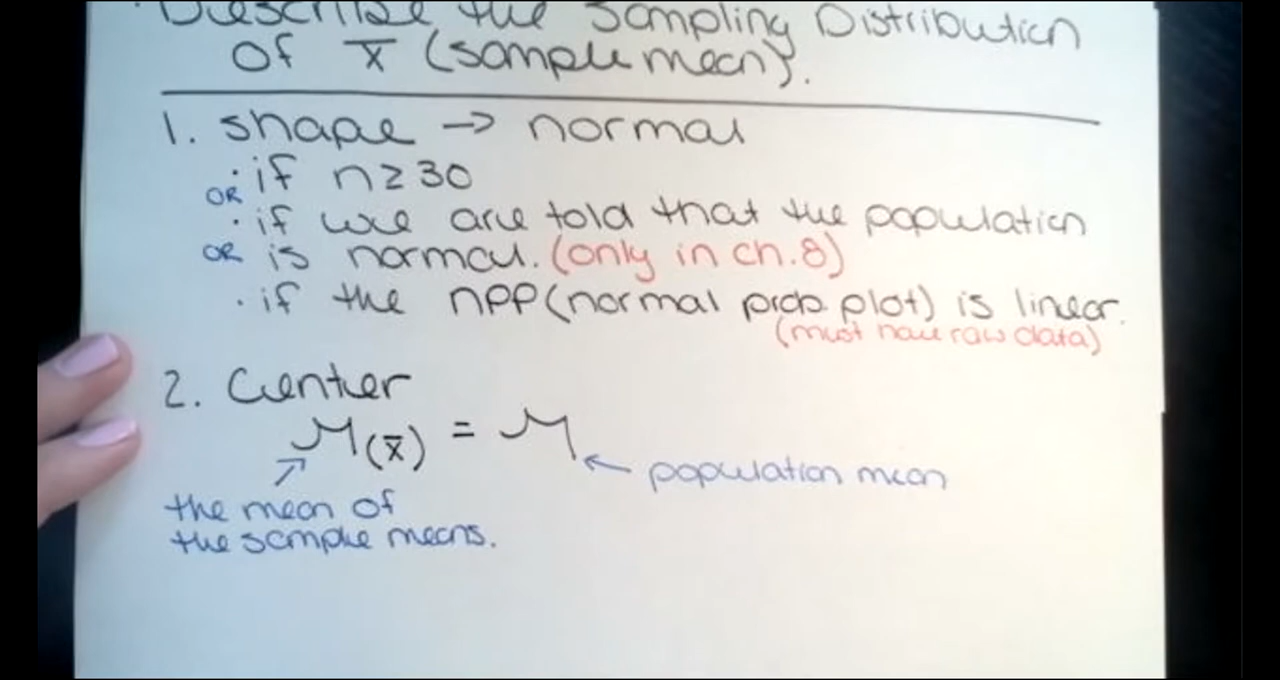 · Describe the Sampling Distribution
of x̄ (sample mean).
1. shape → normal
· if n ≥ 30
OR
· if we are told that the population
OR is normal. (only in ch. 8)
· if the NPP (normal prob. plot) is linear.
(must have raw data)
2. Center
μ(x̄) = μ
population mean
the mean of
the sample means.